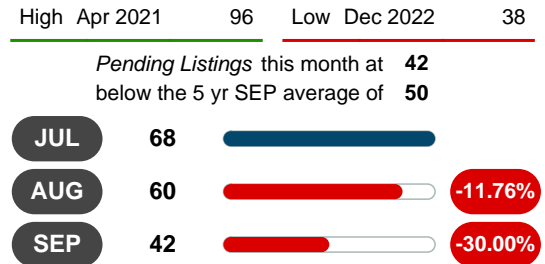 High Apr 2021 96 Low Dec 2022 38
Pending Listings this month at 42
below the 5 yr SEP average of 50
JUL 68
AUG 60 -11.76%
SEP 42 -30.00%